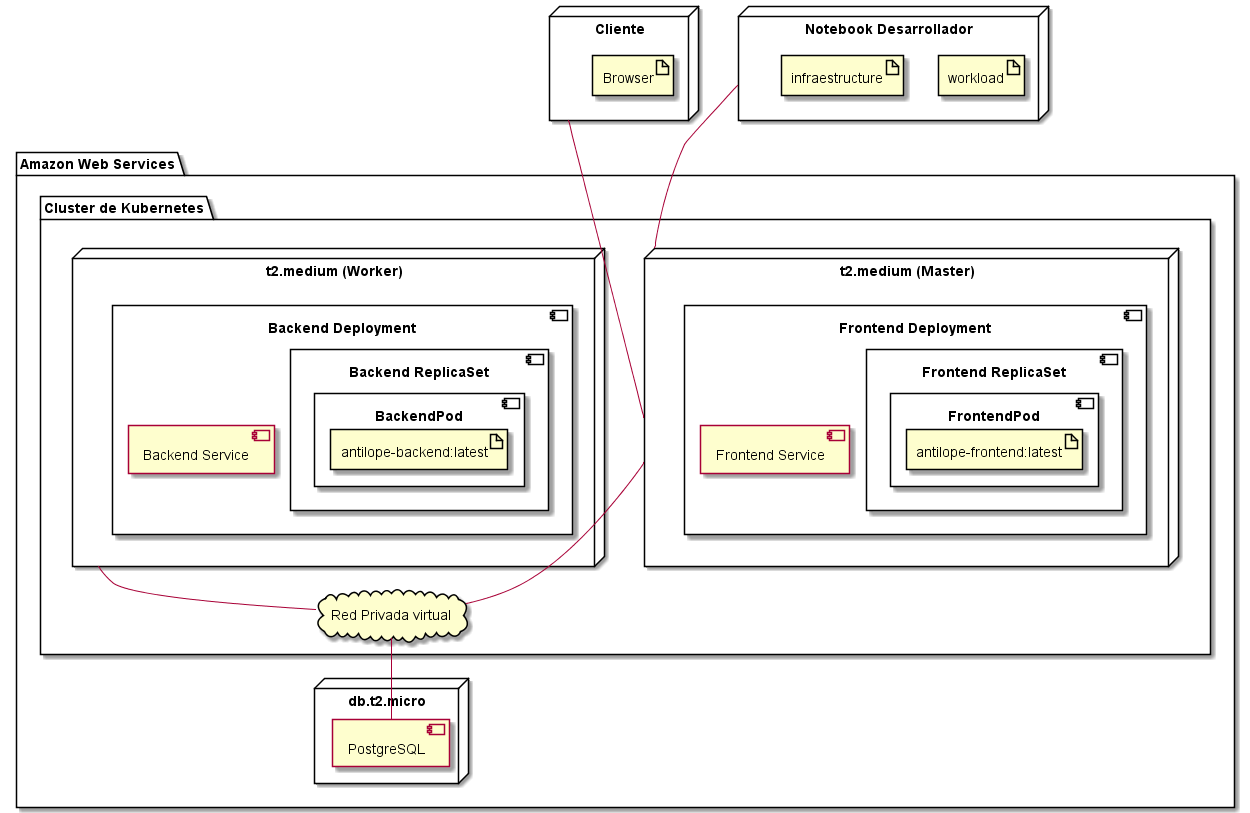 Cliente
Browser
Notebook Desarrollador
infraestructure
workload
Amazon Web Services
Cluster de Kubernetes
t2.medium (Worker)
Backend Deployment
Backend ReplicaSet
BackendPod
antilope-backend:latest
Backend Service
t2.medium (Master)
Frontend Deployment
Frontend ReplicaSet
FrontendPod
antilope-frontend:latest
Frontend Service
Red Privada virtual
db.t2.micro
PostgreSQL